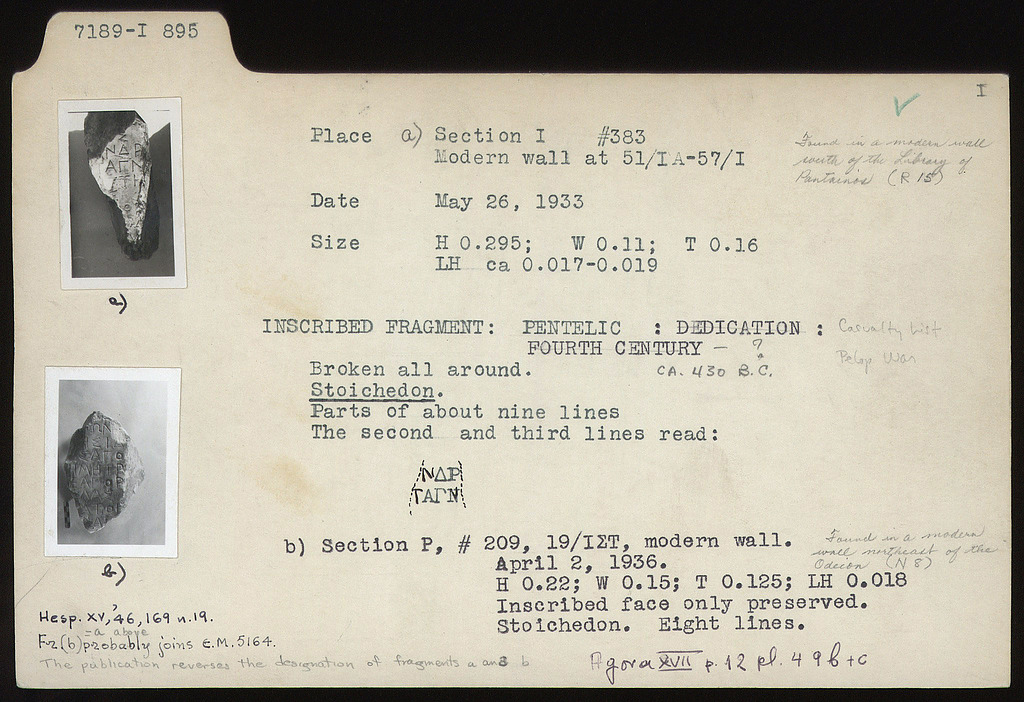 7189-I 895
I
Place a) Section I #383
Modern wall at 51/ΙΑ-57/I
Found in a modern wall
south of the Library of
Pantainos (R 15)
Date May 26, 1933
Size H 0.295; W 0.11; T 0.16
LH ca 0.017-0.019
a)
INSCRIBED FRAGMENT: PENTELIC : DEDICATION :
FOURTH CENTURY – ?
Casualty List
Pelop War
CA. 430 B.C.
Broken all around.
Stoichedon.
Parts of about nine lines
The second and third lines read:
ΝΔΡ
ΓΑΓΝ
b) Section P, # 209, 19/ΙΣΤ, modern wall.
April 2, 1936.
H 0.22; W 0.15; T 0.125; LH 0.018
Inscribed face only preserved.
Stoichedon. Eight lines.
Found in a modern
wall northeast of the
Odeion (N 8)
b)
Hesp. XV, '46, 169 n.19.
= a above
Fr(b) probably joins E.M. 5164.
The publication reverses the designation of fragments a and b
Agora XVII p. 12 pl. 4 9 b + c